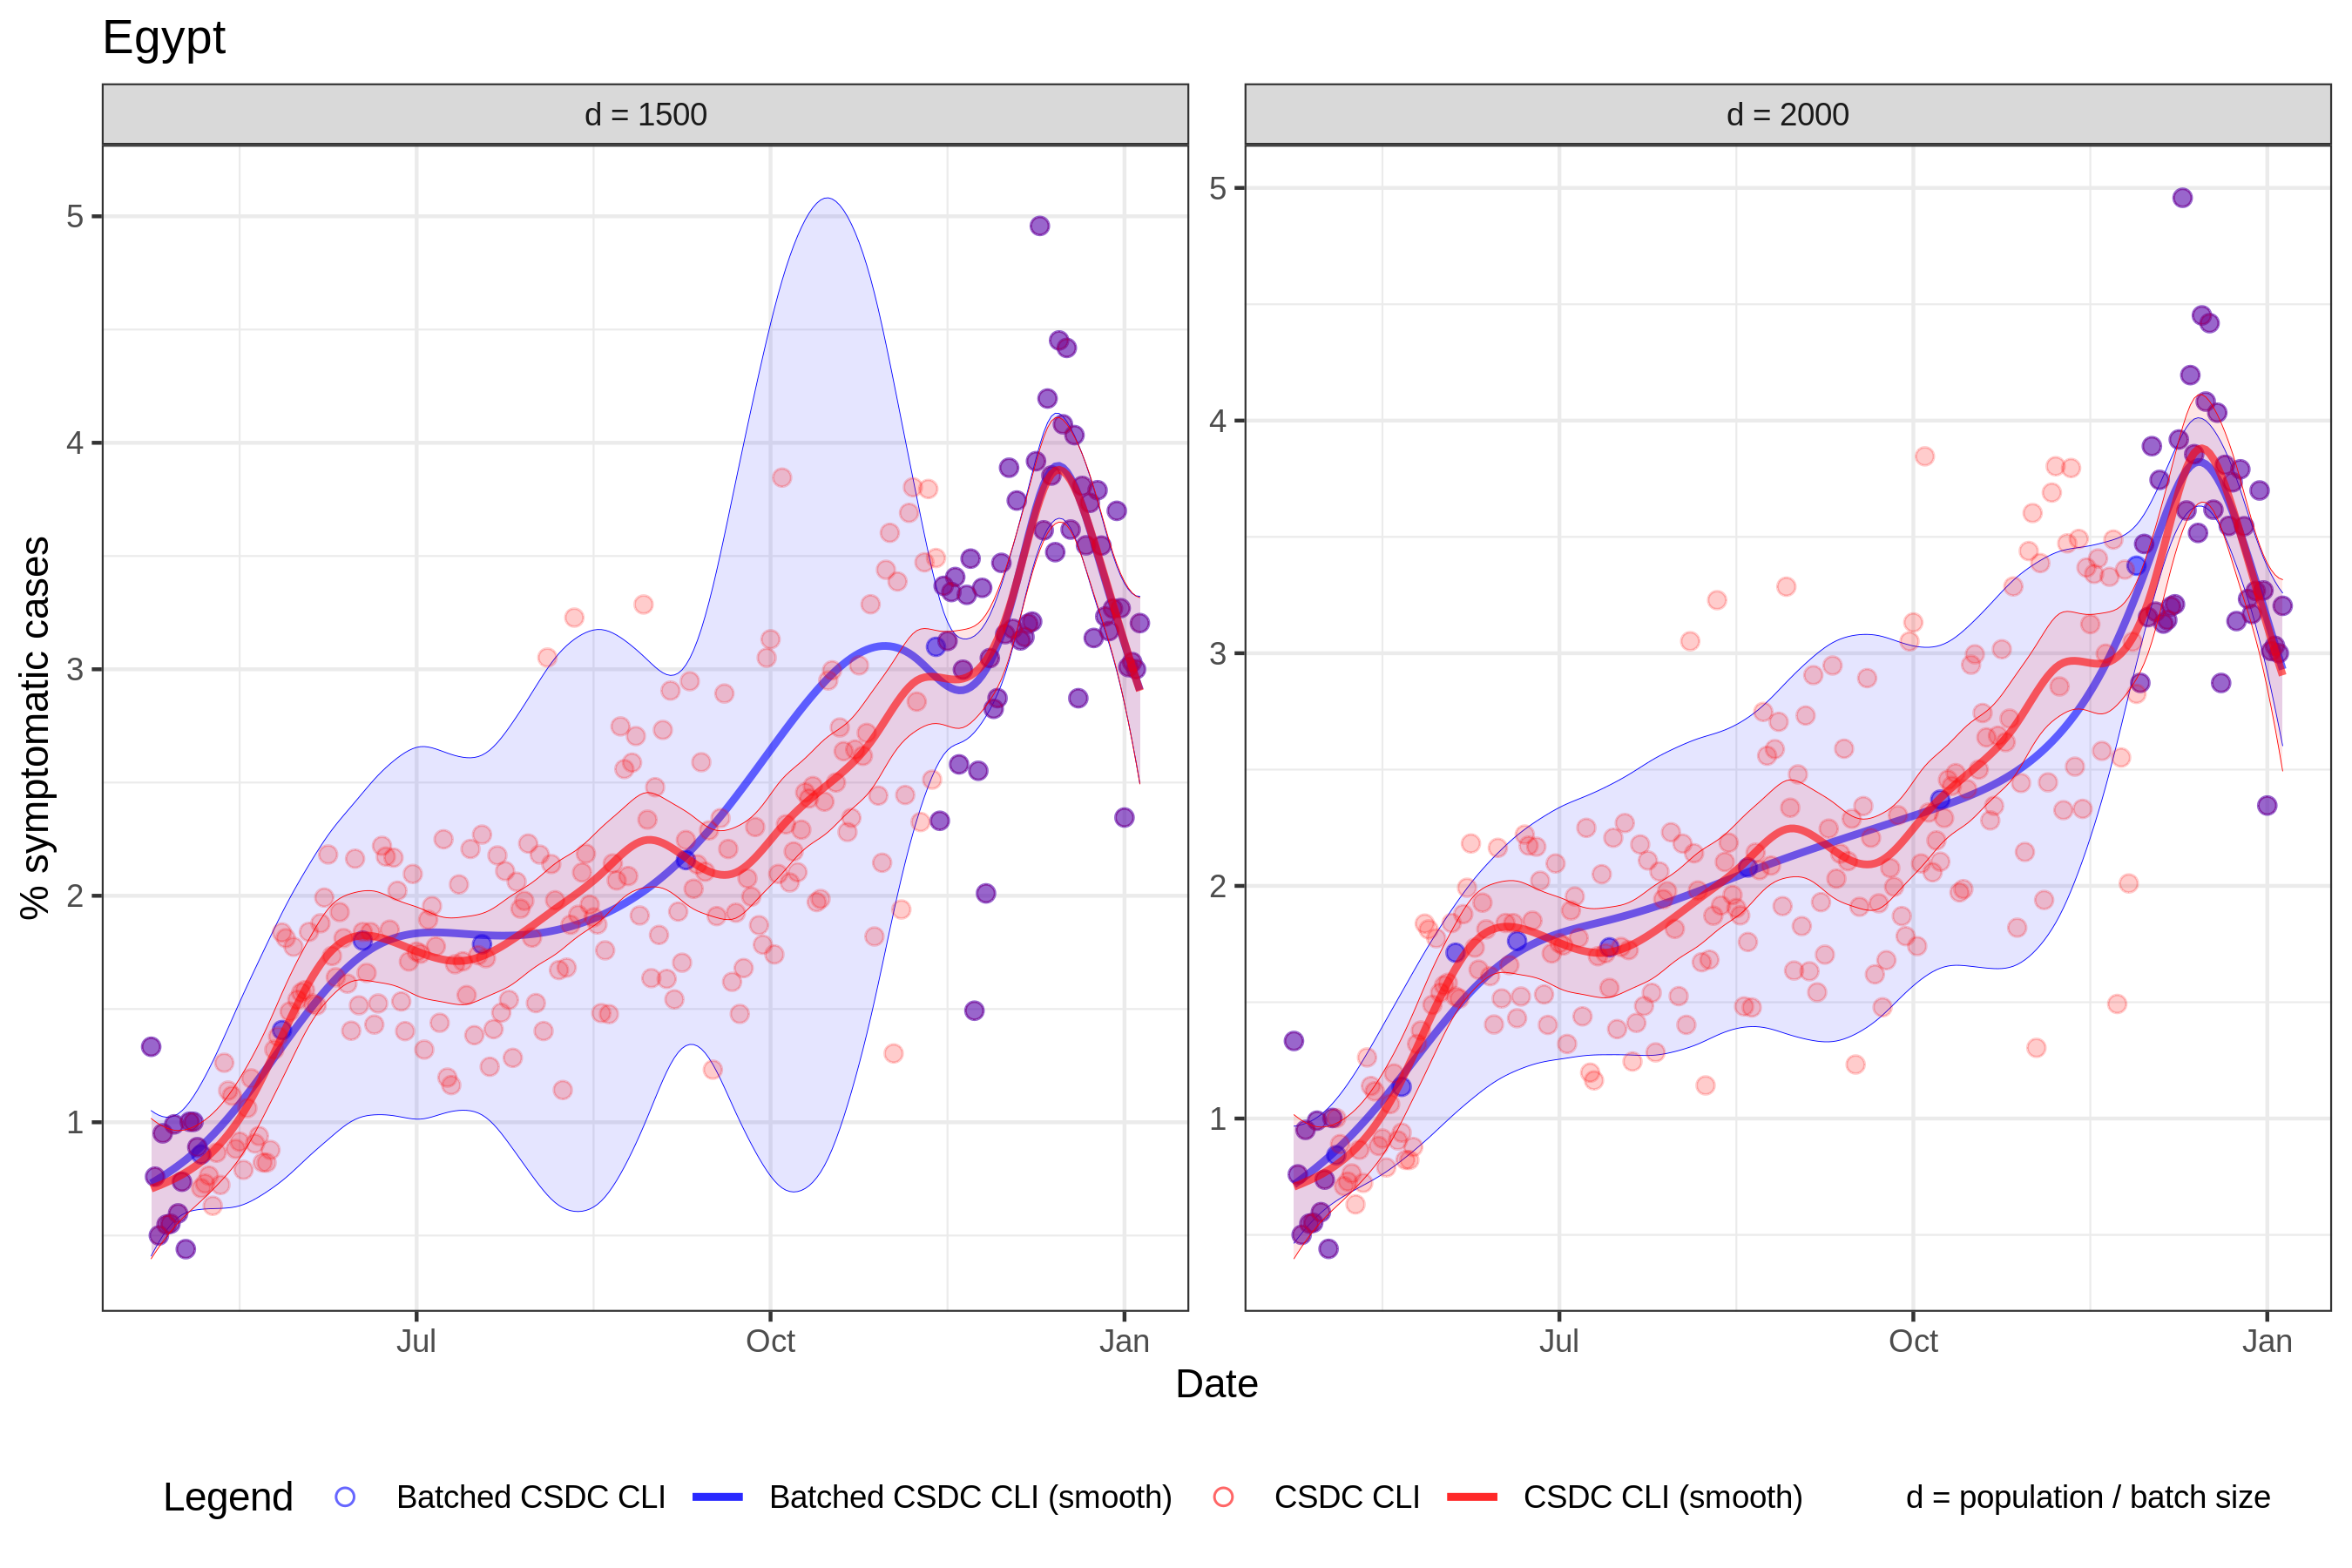 Egypt
d = 1500
d = 2000
% symptomatic cases
5
4
3
2
1
5
4
3
2
1
Jul
Oct
Jan
Jul
Oct
Jan
Date
Legend
Batched CSDC CLI
Batched CSDC CLI (smooth)
CSDC CLI
CSDC CLI (smooth)
d = population / batch size